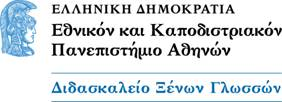 ΕΛΛΗΝΙΚΗ ΔΗΜΟΚΡΑΤΙΑ
Εθνικόν και Καποδιστριακόν
Πανεπιστήμιο Αθηνών
Διδασκαλείο Ξένων Γλωσσών